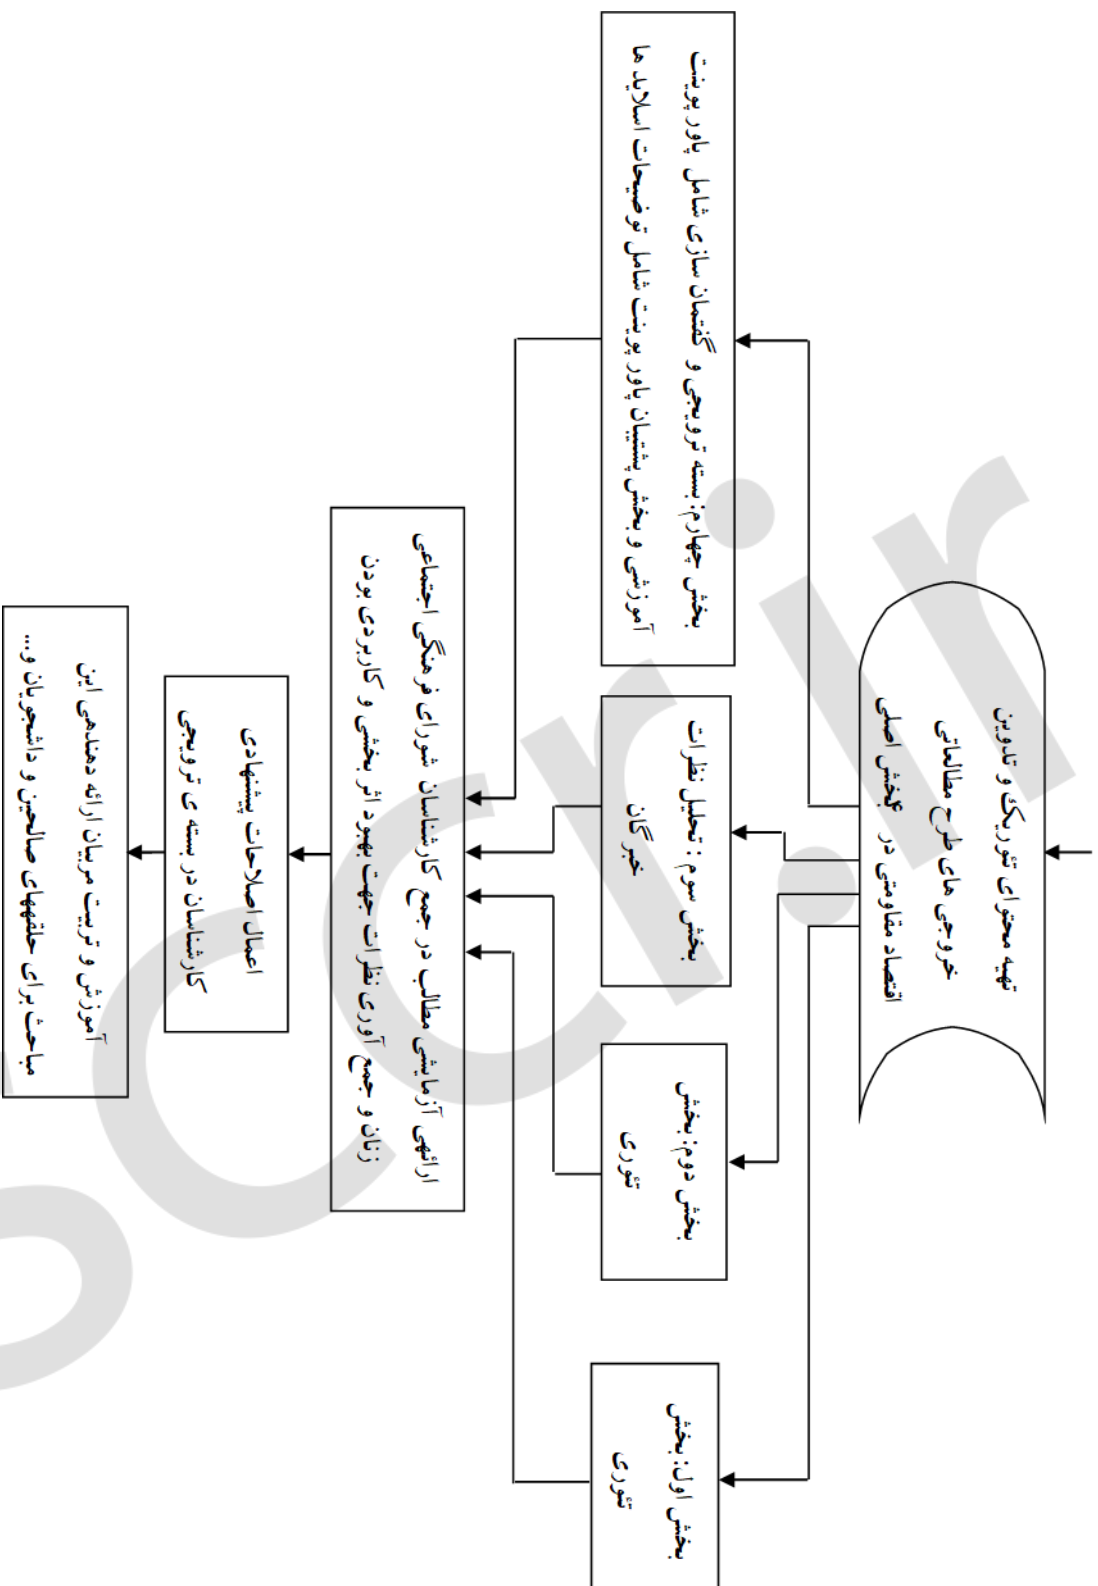 تهیه محتوای تئوریک و تدوین
خروجی های طرح مطالعاتی
اقتصاد مقاومتی در ۴بخش اصلی
بخش اول: بخش
تئوری
بخش دوم: بخش
تئوری
بخش سوم : تحلیل نظرات
خبرگان
بخش چهارم: بسته ترویجی و گفتمان سازی شامل پاور پوینت
آموزشی و بخش پشتیبان پاور پوینت شامل توضیحات اسلاید ها
ارائهی آزمایشی مطالب در جمع کارشناسان شورای فرهنگی اجتماعی
زنان و جمع آوری نظرات جهت بهبود اثر بخشی و کاربردی بودن
اعمال اصلاحات پیشنهادی
کارشناسان در بسته ی ترویجی
آموزش و تربیت مربیان ارائه دهندهی این
مباحث برای حلقههای صالحین و دانشجویان و...